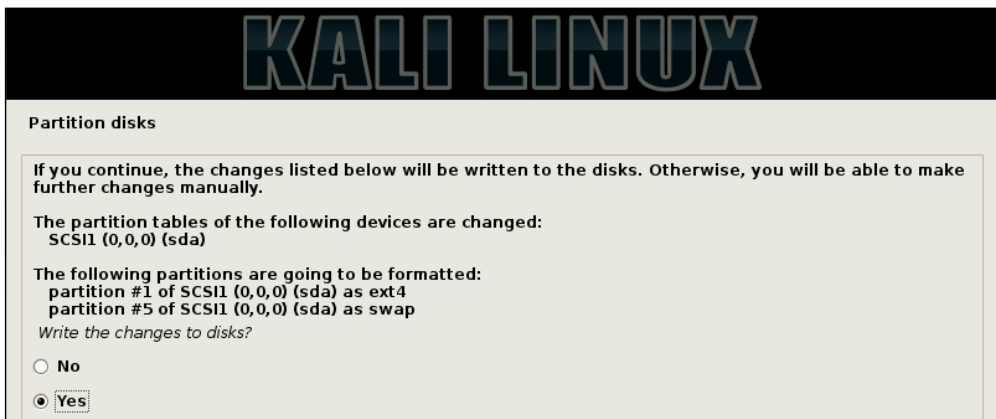 KALI LINUX
Partition disks
If you continue, the changes listed below will be written to the disks. Otherwise, you will be able to make
further changes manually.
The partition tables of the following devices are changed:
SCSI1 (0,0,0) (sda)
The following partitions are going to be formatted:
partition #1 of SCSI1 (0,0,0) (sda) as ext4
partition #5 of SCSI1 (0,0,0) (sda) as swap
Write the changes to disks?
No
Yes